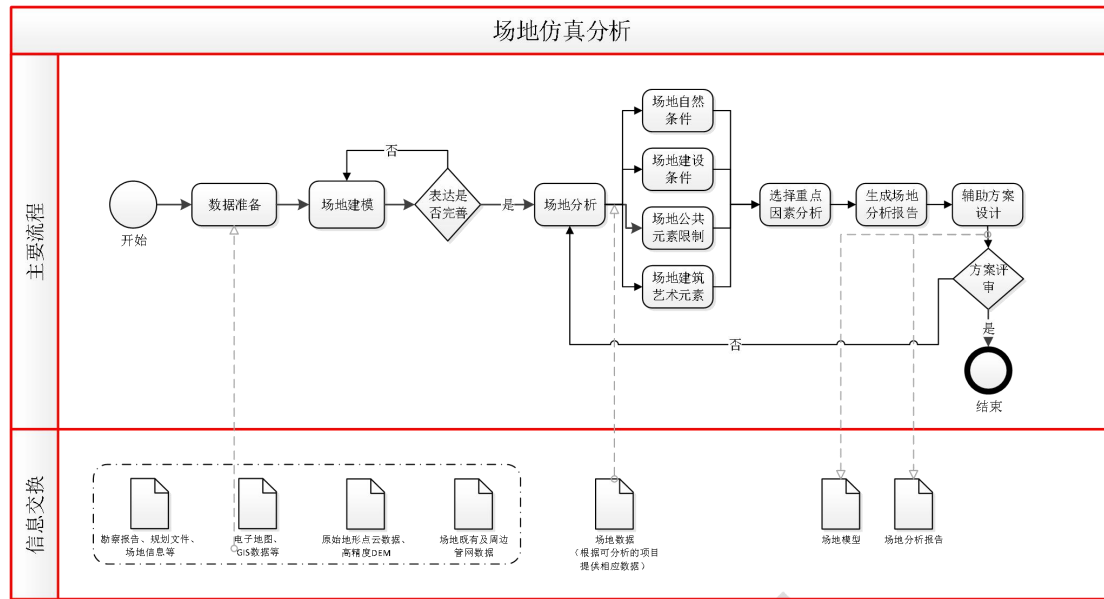 场地仿真分析
主要流程
开始
数据准备
场地建模
否
表达是
否完善
是
场地分析
场地自然
条件
场地建设
条件
场地公共
元素限制
场地建筑
艺术元素
选择重点
因素分析
生成场地
分析报告
辅助方案
设计
方案评
审
否
是
结束
信息交换
勘察报告、规划文件、
场地信息等
电子地图、
GIS数据等
原始地形点云数据、
高精度DEM
场地既有及周边
管网数据
场地数据
（根据可分析的项目
提供相应数据）
场地模型
场地分析报告